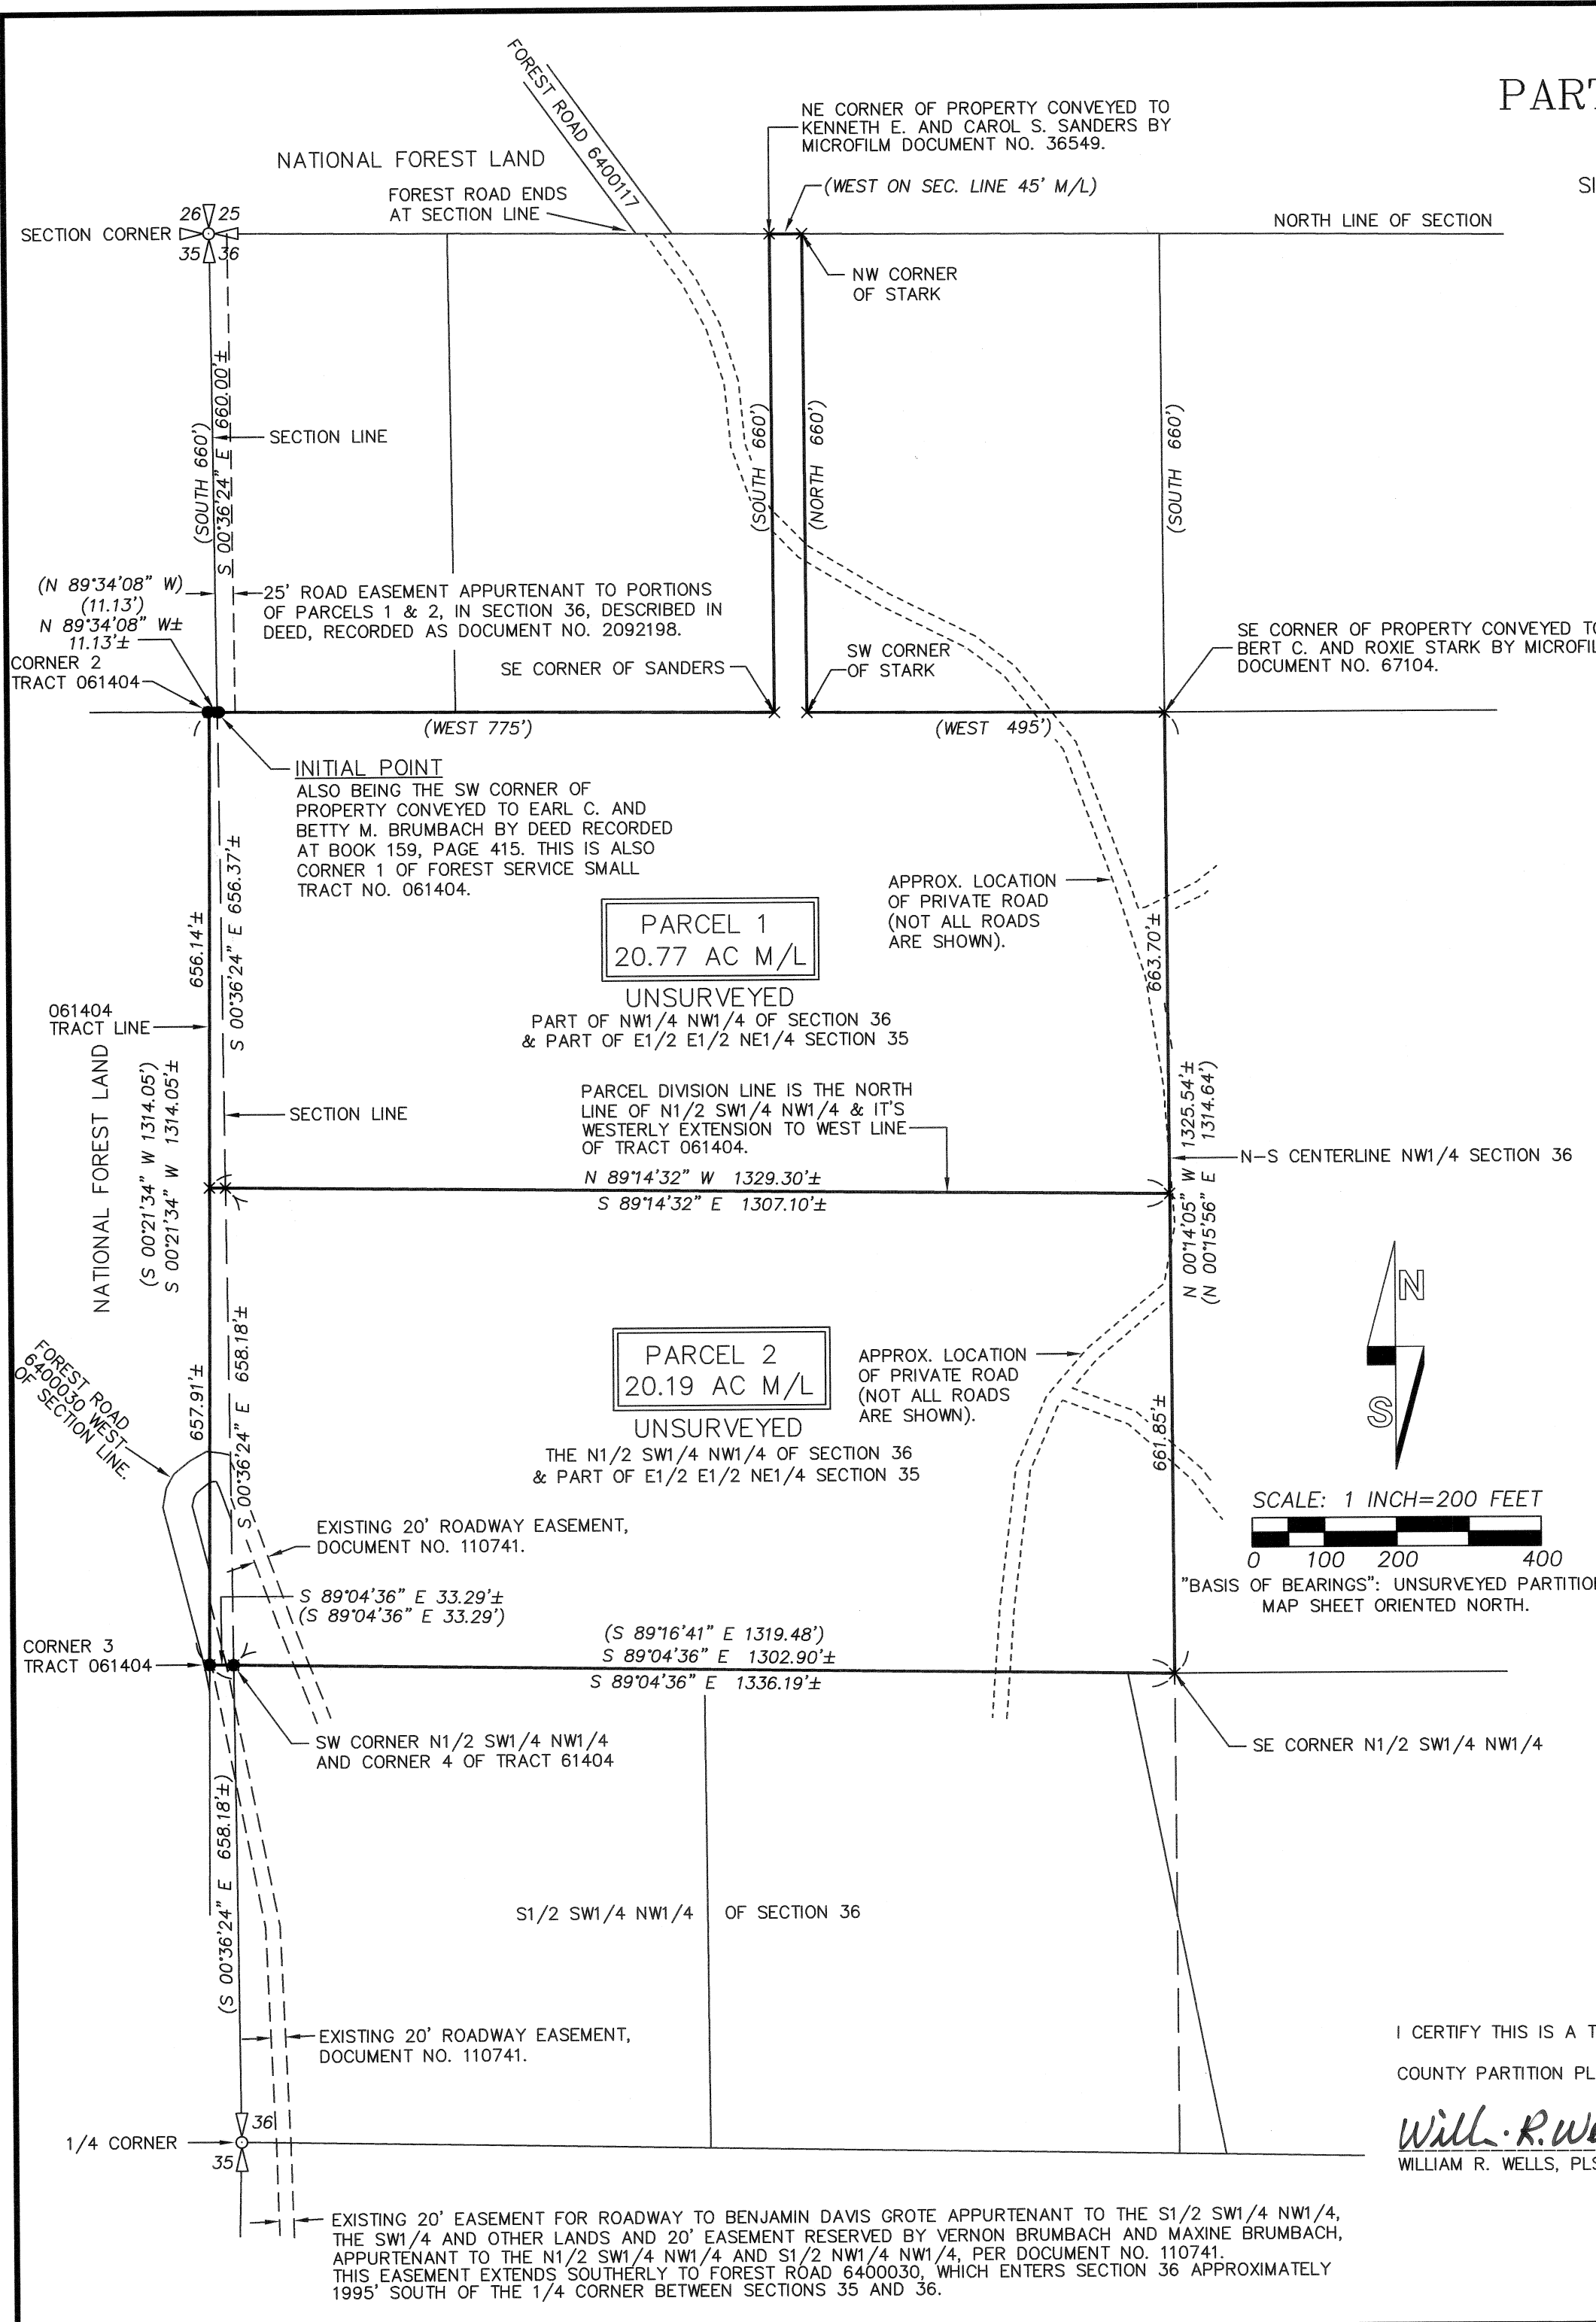 PART
SI
FOREST ROAD 6400117
NE CORNER OF PROPERTY CONVEYED TO
KENNETH E. AND CAROL S. SANDERS BY
MICROFILM DOCUMENT NO. 36549.
NATIONAL FOREST LAND
FOREST ROAD ENDS
AT SECTION LINE
(WEST ON SEC. LINE 45' M/L)
NORTH LINE OF SECTION
26 25
SECTION CORNER
35 36
NW CORNER
OF STARK
(SOUTH 660')
S 00°36'24" E 660.00'±
SECTION LINE
(SOUTH 660')
(NORTH 660')
(SOUTH 660')
(N 89°34'08" W)
(11.13')
N 89°34'08" W±
11.13'±
CORNER 2
TRACT 061404
25' ROAD EASEMENT APPURTENANT TO PORTIONS
OF PARCELS 1 & 2, IN SECTION 36, DESCRIBED IN
DEED, RECORDED AS DOCUMENT NO. 2092198.
SE CORNER OF SANDERS
SW CORNER
OF STARK
SE CORNER OF PROPERTY CONVEYED TO
BERT C. AND ROXIE STARK BY MICROFIL
DOCUMENT NO. 67104.
(WEST 775')
(WEST 495')
INITIAL POINT
ALSO BEING THE SW CORNER OF
PROPERTY CONVEYED TO EARL C. AND
BETTY M. BRUMBACH BY DEED RECORDED
AT BOOK 159, PAGE 415. THIS IS ALSO
CORNER 1 OF FOREST SERVICE SMALL
TRACT NO. 061404.
656.14'±
S 00°36'24" E 656.37'±
PARCEL 1
20.77 AC M/L
UNSURVEYED
PART OF NW1/4 NW1/4 OF SECTION 36
& PART OF E1/2 E1/2 NE1/4 SECTION 35
APPROX. LOCATION
OF PRIVATE ROAD
(NOT ALL ROADS
ARE SHOWN).
663.70'±
061404
TRACT LINE
NATIONAL FOREST LAND
(S 00°21'34" W 1314.05')
S 00°21'34" W 1314.05'±
SECTION LINE
PARCEL DIVISION LINE IS THE NORTH
LINE OF N1/2 SW1/4 NW1/4 & IT'S
WESTERLY EXTENSION TO WEST LINE
OF TRACT 061404.
N 89°14'32" W 1329.30'±
S 89°14'32" E 1307.10'±
N 00°14'05" W 1325.54'±
(N 00°15'56" E 1314.64')
N-S CENTERLINE NW1/4 SECTION 36
N
S
FOREST ROAD
6400030 WEST
OF SECTION LINE.
657.91'±
S 00°36'24" E 658.18'±
PARCEL 2
20.19 AC M/L
UNSURVEYED
THE N1/2 SW1/4 NW1/4 OF SECTION 36
& PART OF E1/2 E1/2 NE1/4 SECTION 35
APPROX. LOCATION
OF PRIVATE ROAD
(NOT ALL ROADS
ARE SHOWN).
661.85'±
SCALE: 1 INCH=200 FEET
0 100 200 400
"BASIS OF BEARINGS": UNSURVEYED PARTITIO
MAP SHEET ORIENTED NORTH.
EXISTING 20' ROADWAY EASEMENT,
DOCUMENT NO. 110741.
S 89°04'36" E 33.29'±
(S 89°04'36" E 33.29')
CORNER 3
TRACT 061404
(S 89°16'41" E 1319.48')
S 89°04'36" E 1302.90'±
S 89°04'36" E 1336.19'±
SW CORNER N1/2 SW1/4 NW1/4
AND CORNER 4 OF TRACT 61404
SE CORNER N1/2 SW1/4 NW1/4
(S 00°36'24" E 658.18'±)
S1/2 SW1/4 NW1/4 OF SECTION 36
EXISTING 20' ROADWAY EASEMENT,
DOCUMENT NO. 110741.
I CERTIFY THIS IS A T
COUNTY PARTITION PL
Will. R. We
WILLIAM R. WELLS, PLS
36
1/4 CORNER
35
EXISTING 20' EASEMENT FOR ROADWAY TO BENJAMIN DAVIS GROTE APPURTENANT TO THE S1/2 SW1/4 NW1/4,
THE SW1/4 AND OTHER LANDS AND 20' EASEMENT RESERVED BY VERNON BRUMBACH AND MAXINE BRUMBACH,
APPURTENANT TO THE N1/2 SW1/4 NW1/4 AND S1/2 NW1/4 NW1/4, PER DOCUMENT NO. 110741.
THIS EASEMENT EXTENDS SOUTHERLY TO FOREST ROAD 6400030, WHICH ENTERS SECTION 36 APPROXIMATELY
1995' SOUTH OF THE 1/4 CORNER BETWEEN SECTIONS 35 AND 36.